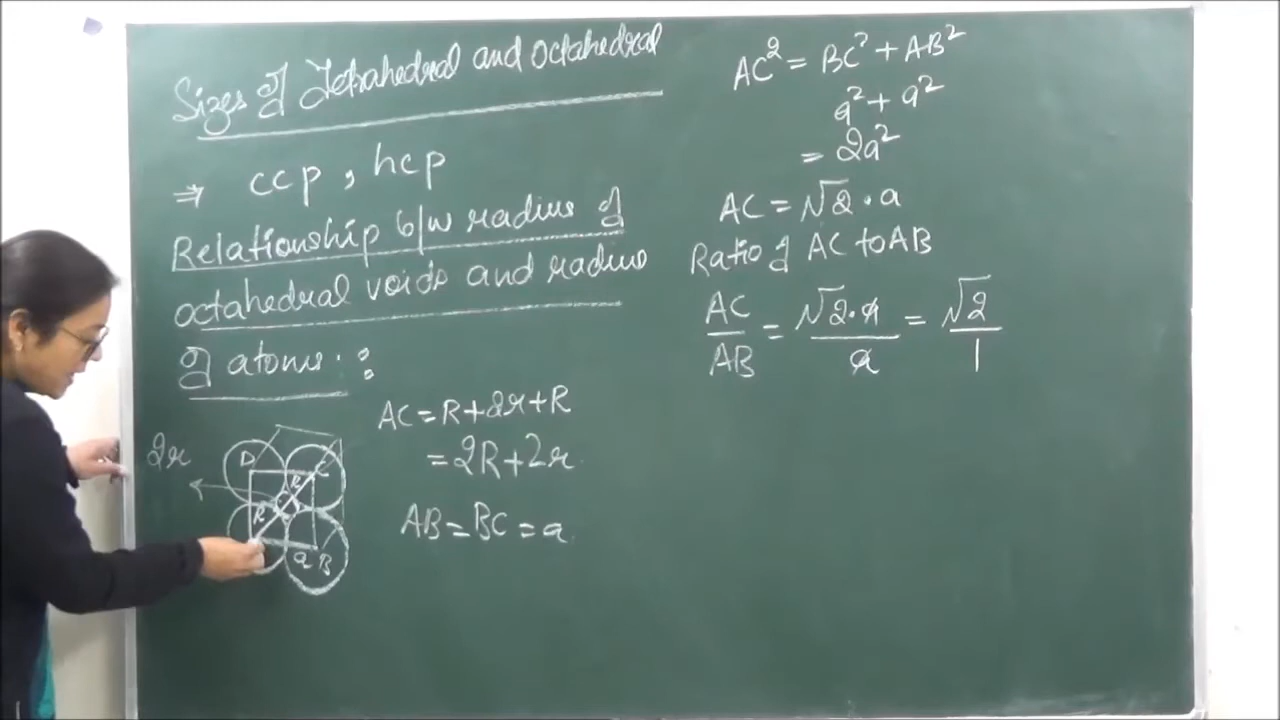 Sizes of Tetrahedral and octahedral
⇒ ccp, hcp
Relationship b/w radius of
octahedral voids and radius
of atoms :
AC = R+2r+R
= 2R+2r
AB = BC = a
2r
D
C
R
R
a B
AC² = BC² + AB²
a² + a²
= 2a²
AC = √2 · a
Ratio of AC to AB
AC/AB = √2·a/a = √2/1